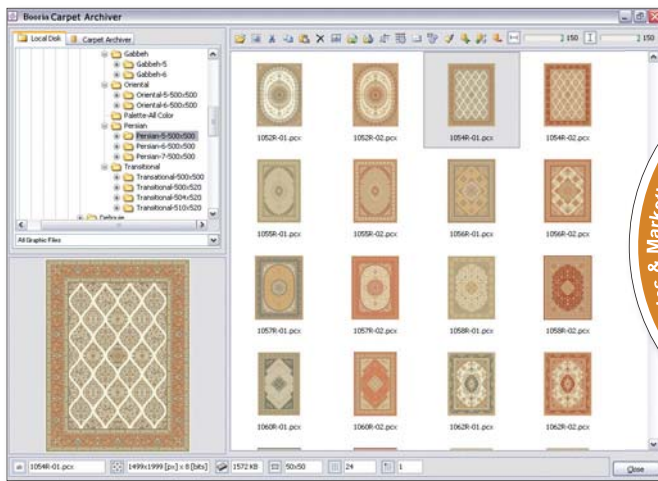 Booria Carpet Archiver
Local Disk
Carpet Archiver
150
150
Gabbeh
Gabbeh-5
Gabbeh-6
Oriental
Oriental-5-500x500
Oriental-6-500x500
Palette-All Color
Persian
Persian-5-500x500
Persian-6-500x500
Persian-7-500x500
Transitional
Transational-500x500
Transitional-500x520
Transitional-504x520
Transitional-510x520
All Graphic Files
1052R-01.pcx
1052R-02.pcx
1054R-01.pcx
1054R-02.pcx
1055R-01.pcx
1055R-02.pcx
1056R-01.pcx
1056R-02.pcx
1057R-01.pcx
1057R-02.pcx
1058R-01.pcx
1058R-02.pcx
1060R-01.pcx
1060R-02.pcx
1062R-01.pcx
1062R-02.pcx
& Market
1054R-01.pcx
1499x1999 [px] x 8 [bits]
1572 KB
50x50
24
1
Close